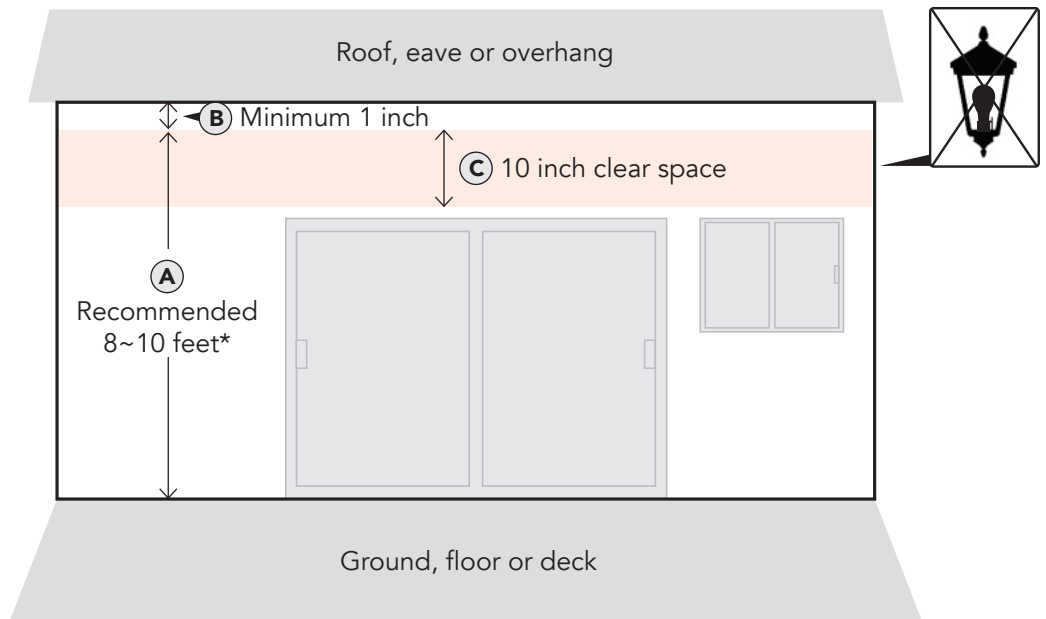 Roof, eave or overhang
B Minimum 1 inch
C 10 inch clear space
A
Recommended
8~10 feet*
Ground, floor or deck